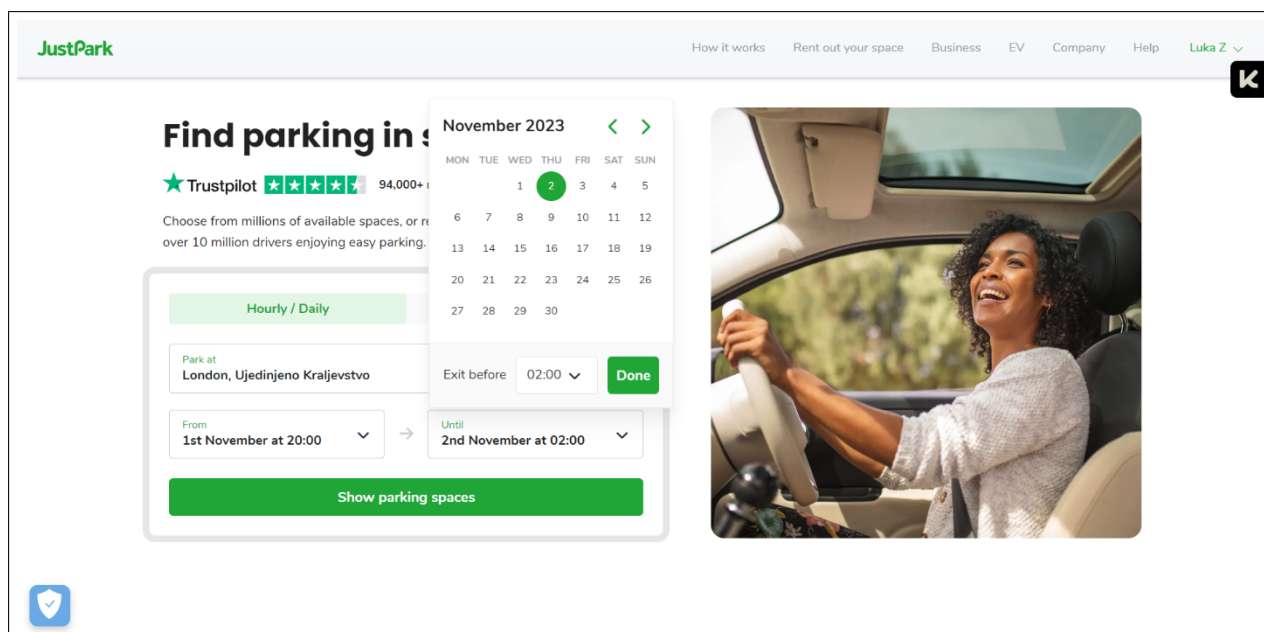 JustPark
How it works Rent out your space Business EV Company Help Luka Z
K
Find parking in
Trustpilot 94,000+
Choose from millions of available spaces, or
over 10 million drivers enjoying easy parking.
November 2023
MON TUE WED THU FRI SAT SUN
1 2 3 4 5
6 7 8 9 10 11 12
13 14 15 16 17 18 19
20 21 22 23 24 25 26
27 28 29 30
Exit before 02:00 Done
Hourly / Daily
Park at
London, Ujedinjeno Kraljevstvo
From
1st November at 20:00
Until
2nd November at 02:00
Show parking spaces